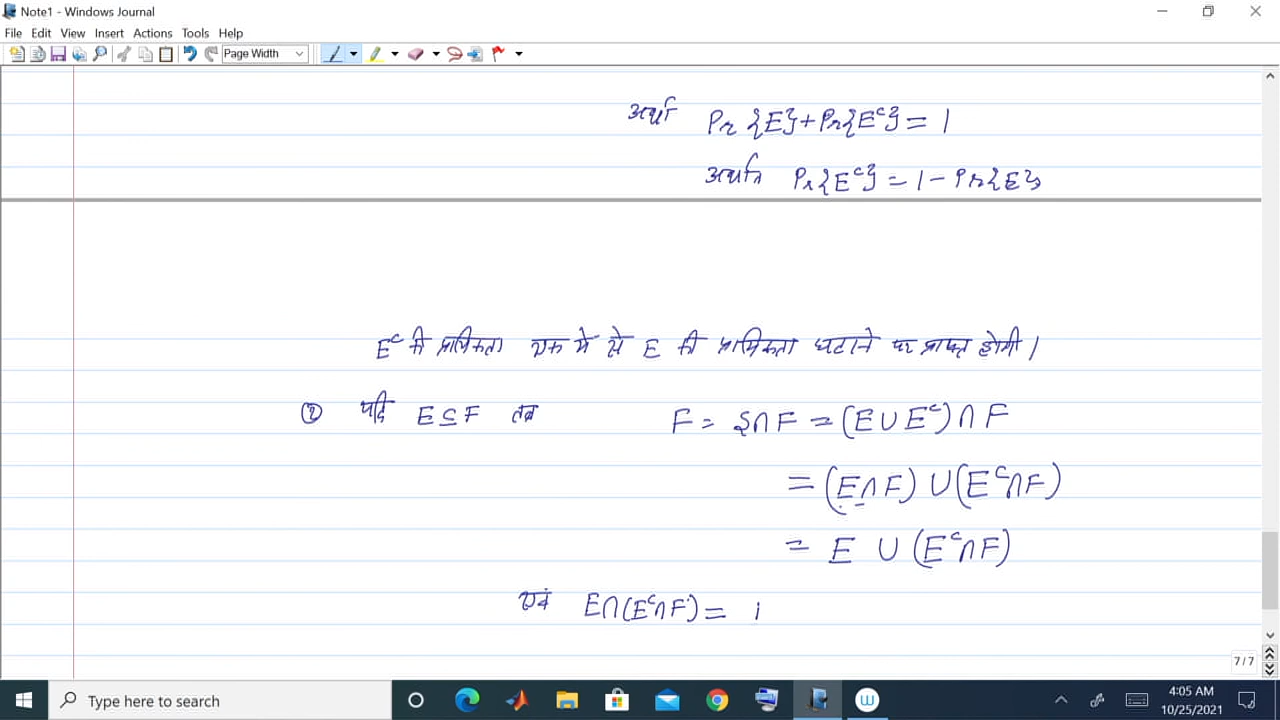 Note1 - Windows Journal
File Edit View Insert Actions Tools Help
Page Width
Pr{E}+Pr{Eᶜ} = 1
अर्थात Pr{Eᶜ} = 1 - Pr{E}
Eᶜ की प्रायिकता एक में से E की प्रायिकता घटाने पर प्राप्त होगी।
② यदि E⊆F तब F = S∩F = (E∪Eᶜ)∩F
= (E∩F) ∪ (Eᶜ∩F)
= E ∪ (Eᶜ∩F)
एवं E∩(Eᶜ∩F) =
7/7
Type here to search
4:05 AM
10/25/2021